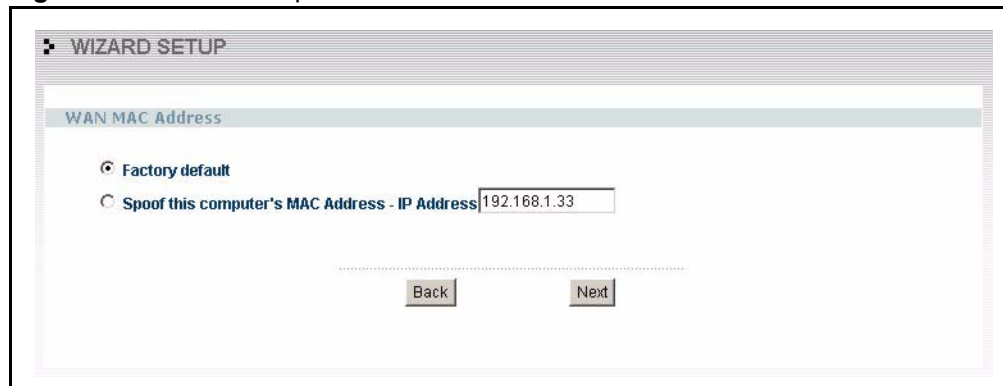 WIZARD SETUP
WAN MAC Address
Factory default
Spoof this computer's MAC Address - IP Address 192.168.1.33
Back Next